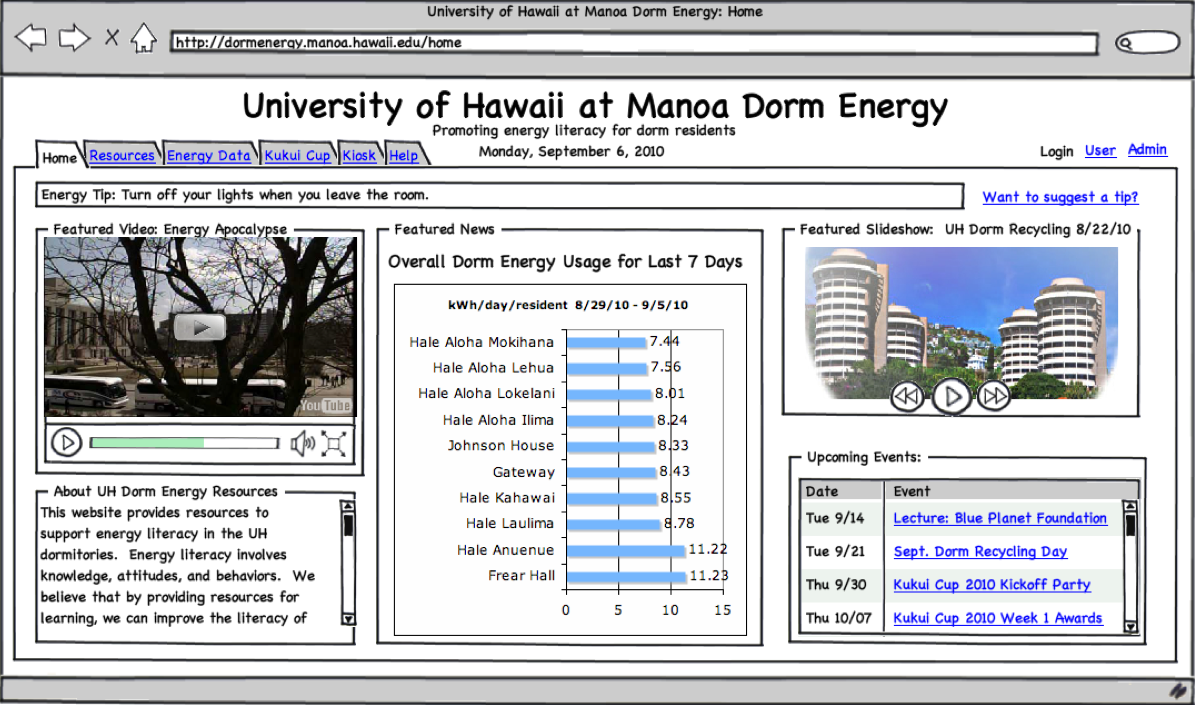 University of Hawaii at Manoa Dorm Energy: Home
http://dormenergy.manoa.hawaii.edu/home
University of Hawaii at Manoa Dorm Energy
Promoting energy literacy for dorm residents
Monday, September 6, 2010
Home Resources Energy Data Kukui Cup Kiosk Help
Login User Admin
Energy Tip: Turn off your lights when you leave the room.
Want to suggest a tip?
Featured Video: Energy Apocalypse
YouTube
About UH Dorm Energy Resources
This website provides resources to
support energy literacy in the UH
dormitories. Energy literacy involves
knowledge, attitudes, and behaviors. We
believe that by providing resources for
learning, we can improve the literacy of
Featured News
Overall Dorm Energy Usage for Last 7 Days
kWh/day/resident 8/29/10 - 9/5/10
Hale Aloha Mokihana 7.44
Hale Aloha Lehua 7.56
Hale Aloha Lokelani 8.01
Hale Aloha Ilima 8.24
Johnson House 8.33
Gateway 8.43
Hale Kahawai 8.55
Hale Laulima 8.78
Hale Anuenue 11.22
Frear Hall 11.23
0 5 10 15
Featured Slideshow: UH Dorm Recycling 8/22/10
Upcoming Events:
Date Event
Tue 9/14 Lecture: Blue Planet Foundation
Tue 9/21 Sept. Dorm Recycling Day
Thu 9/30 Kukui Cup 2010 Kickoff Party
Thu 10/07 Kukui Cup 2010 Week 1 Awards